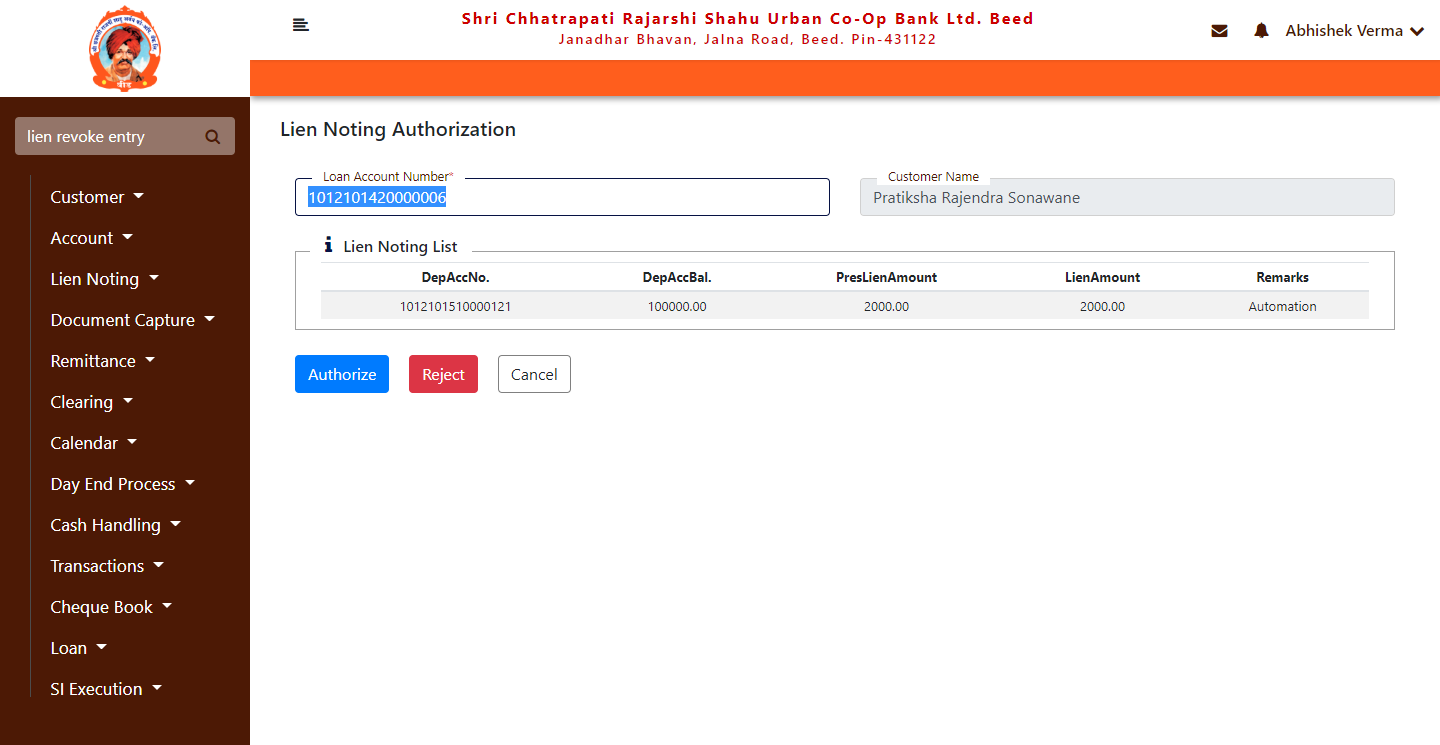 Shri Chhatrapati Rajarshi Shahu Urban Co-Op Bank Ltd. Beed
Janadhar Bhavan, Jalna Road, Beed. Pin-431122
Abhishek Verma
बीड
lien revoke entry
Customer
Account
Lien Noting
Document Capture
Remittance
Clearing
Calendar
Day End Process
Cash Handling
Transactions
Cheque Book
Loan
SI Execution
Lien Noting Authorization
Loan Account Number*
1012101420000006
Customer Name
Pratiksha Rajendra Sonawane
Lien Noting List
DepAccNo. DepAccBal. PresLienAmount LienAmount Remarks
1012101510000121 100000.00 2000.00 2000.00 Automation
Authorize Reject Cancel